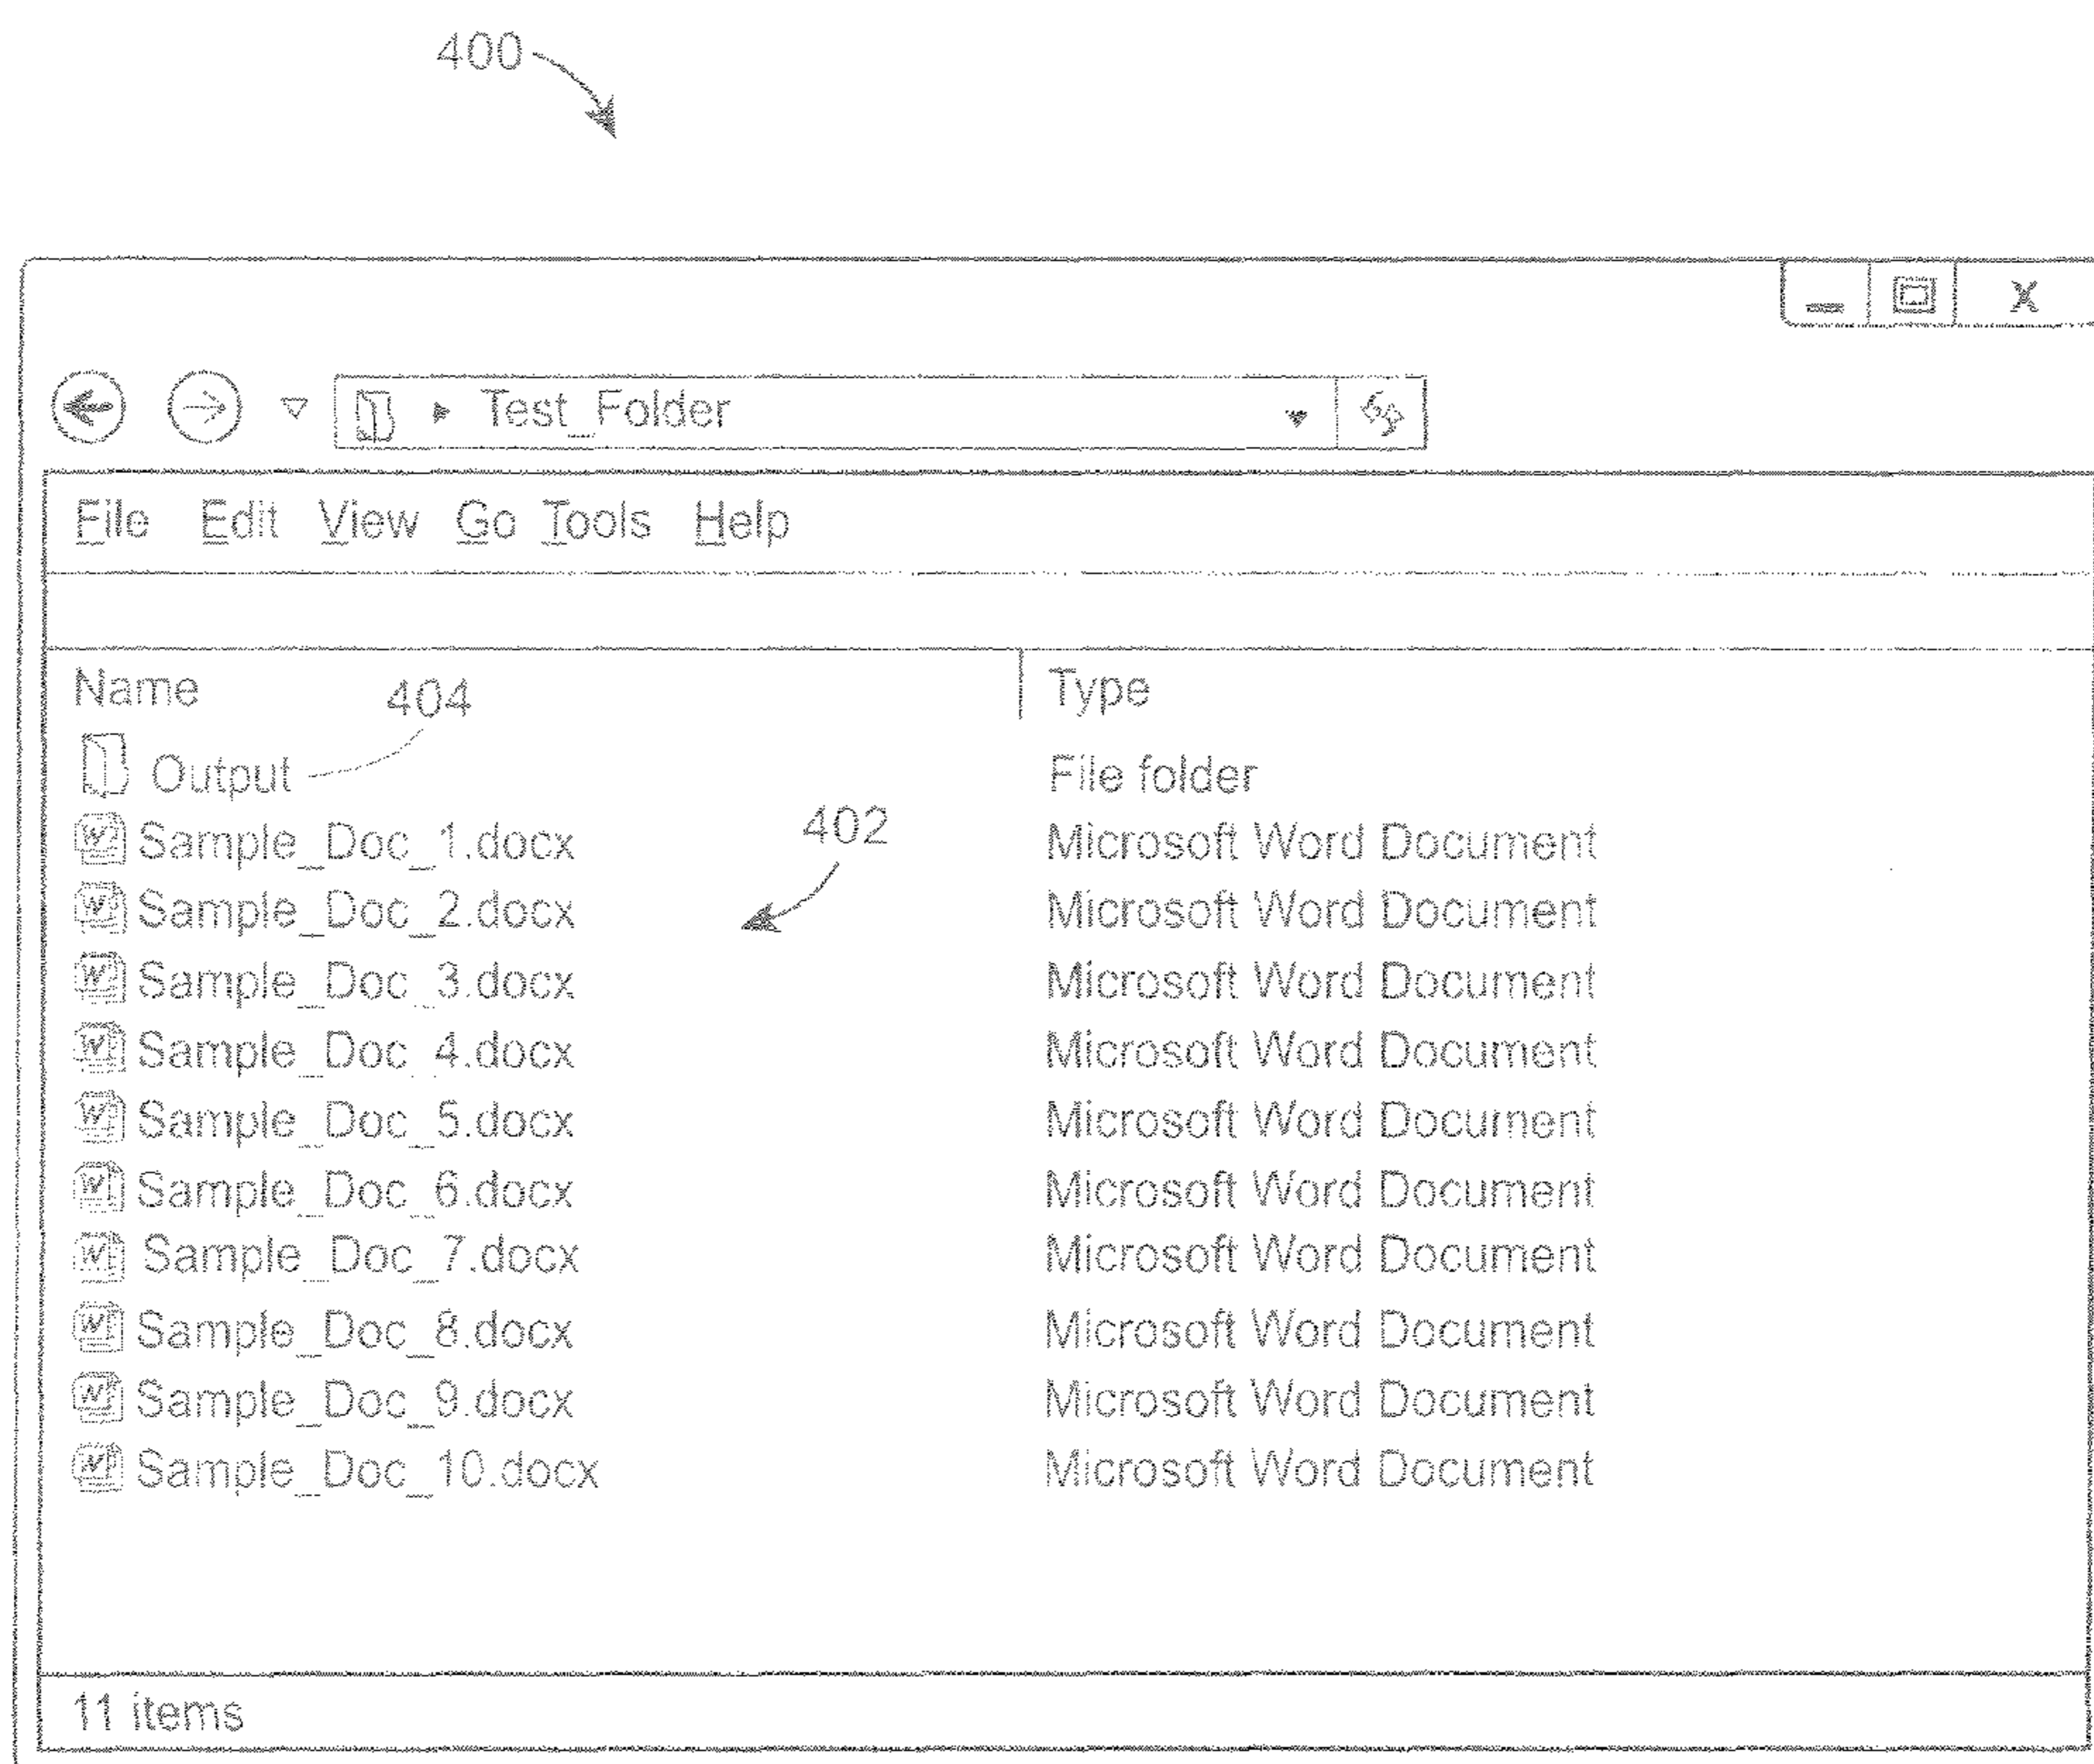 400
X
Test_Folder
File Edit View Go Tools Help
Name 404 Type
Output File folder
402
Sample_Doc_1.docx Microsoft Word Document
Sample_Doc_2.docx Microsoft Word Document
Sample_Doc_3.docx Microsoft Word Document
Sample_Doc_4.docx Microsoft Word Document
Sample_Doc_5.docx Microsoft Word Document
Sample_Doc_6.docx Microsoft Word Document
Sample_Doc_7.docx Microsoft Word Document
Sample_Doc_8.docx Microsoft Word Document
Sample_Doc_9.docx Microsoft Word Document
Sample_Doc_10.docx Microsoft Word Document
11 items